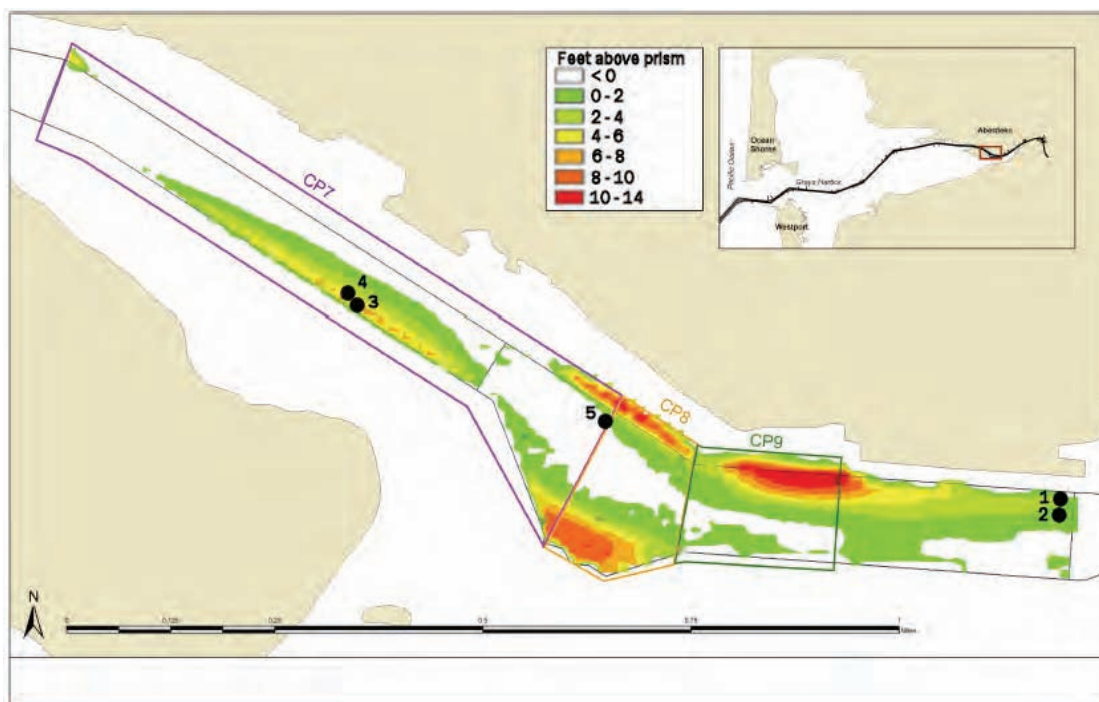 Feet above prism
< 0
0 - 2
2 - 4
4 - 6
6 - 8
8 - 10
10 - 14
Aberdeen
Ocean
Shores
Pacific Ocean
Grays Harbor
Westport
CP7
4
3
5
CP8
CP9
1
2
N
0
0.125
0.25
0.5
0.75
1
Miles